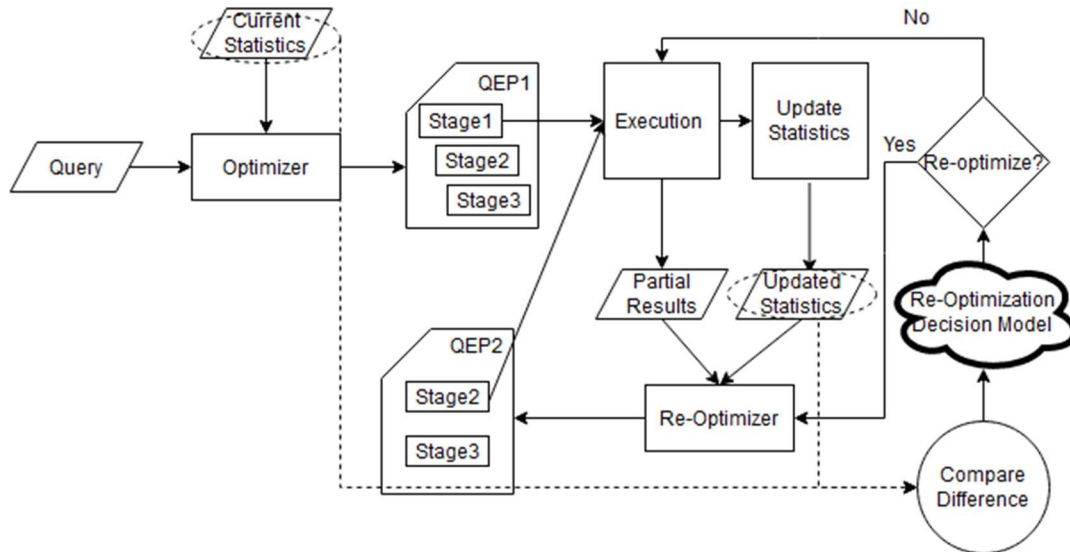 Current
Statistics
Query
Optimizer
QEP1
Stage1
Stage2
Stage3
Execution
Update
Statistics
No
Yes
Re-optimize?
Partial
Results
Updated
Statistics
Re-Optimization
Decision Model
QEP2
Stage2
Stage3
Re-Optimizer
Compare
Difference